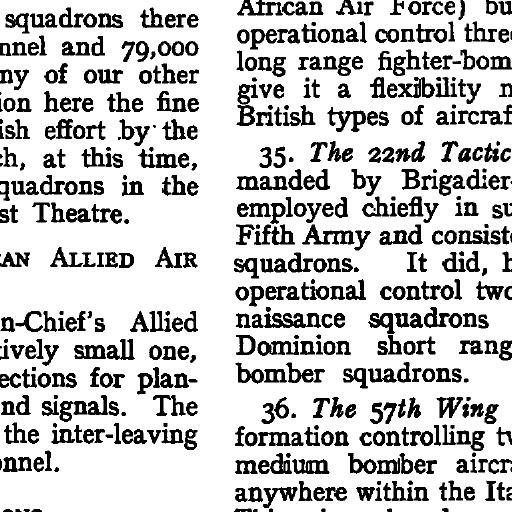 squadrons there
nnel and 79,000
ny of our other
ion here the fine
ish effort by the
ch, at this time,
quadrons in the
st Theatre.
AN ALLIED AIR
n-Chief's Allied
ively small one,
ections for plan-
nd signals. The
the inter-leaving
onnel.
African Air Force) bu
operational control thre
long range fighter-bom
give it a flexibility n
British types of aircraf
35. The 22nd Tactic
manded by Brigadier-
employed chiefly in su
Fifth Army and consist
squadrons. It did, h
operational control two
naissance squadrons
Dominion short rang
bomber squadrons.
36. The 57th Wing
formation controlling tw
medium bomber aircra
anywhere within the Ita